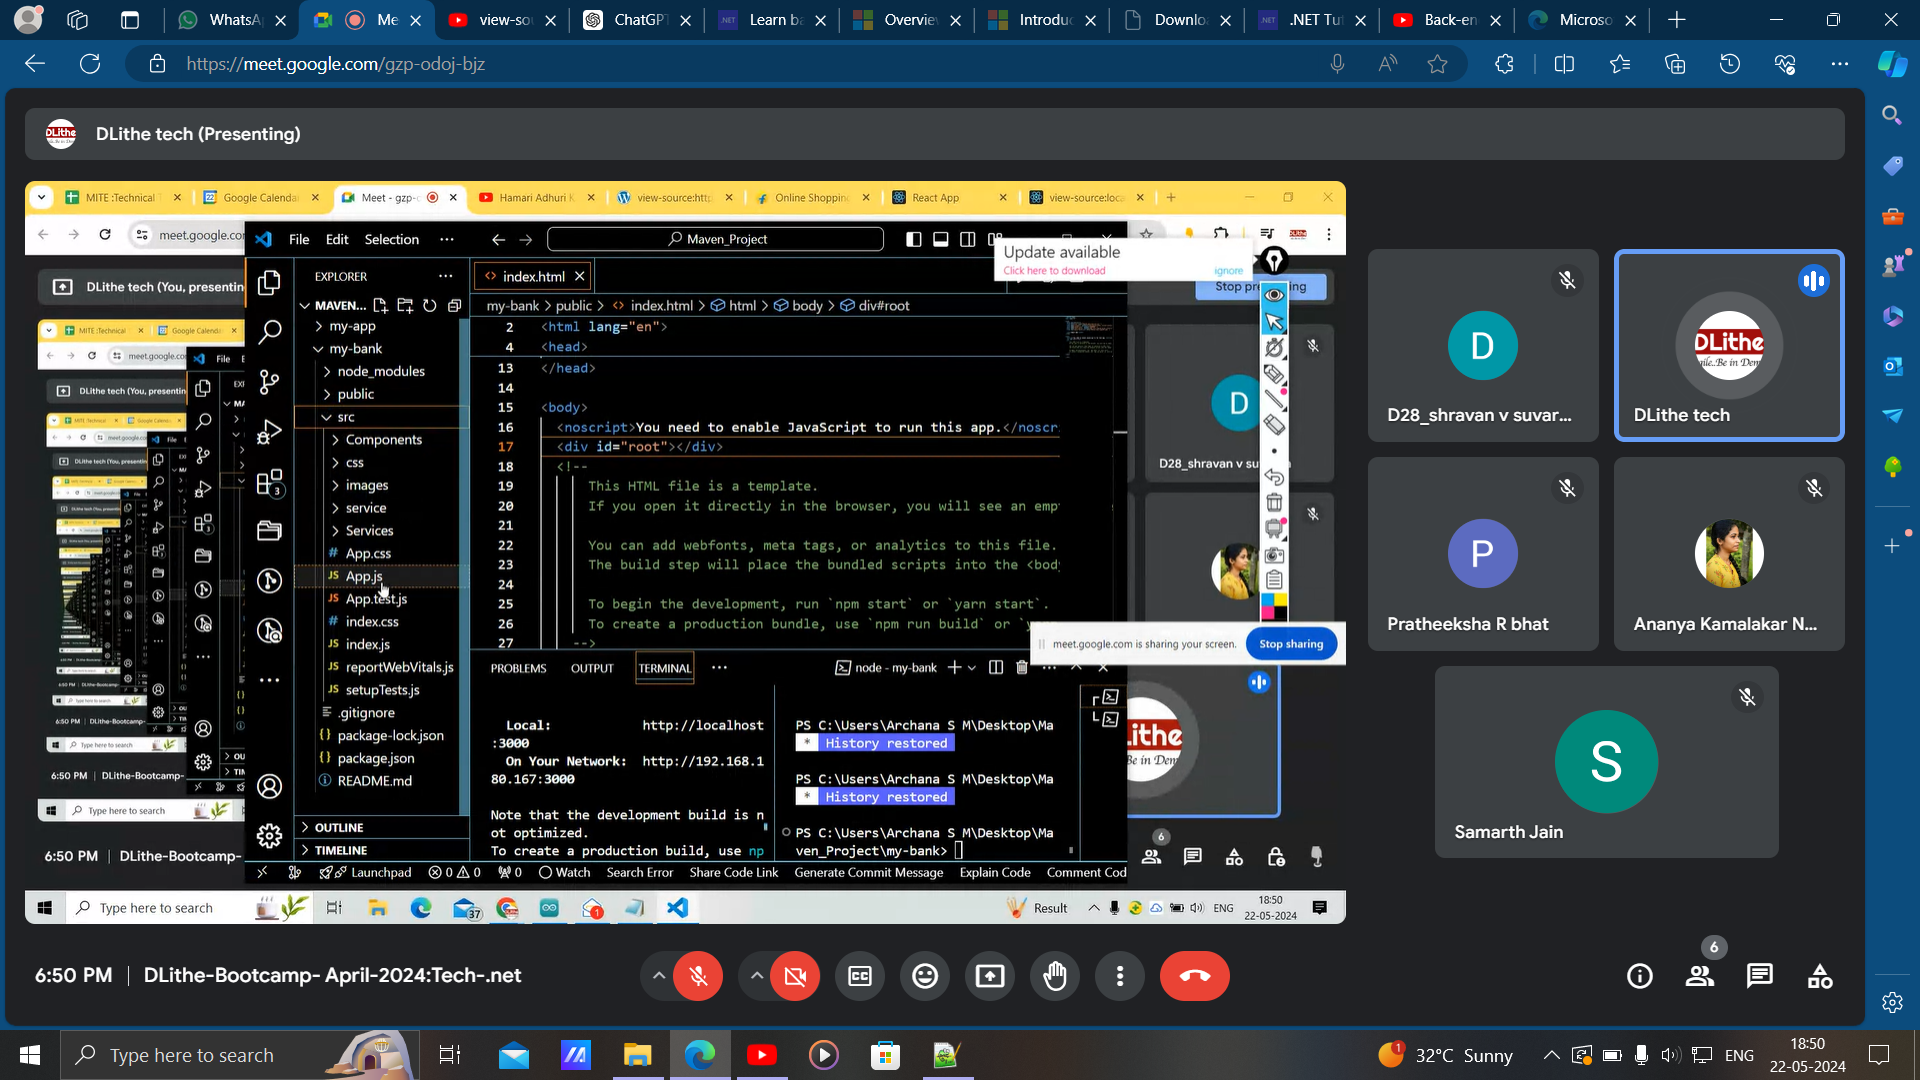 WhatsA
Me
view-so
ChatGP
Learn ba
Overvie
Introduc
Downlo
.NET Tut
Back-en
Microso
https://meet.google.com/gzp-odoj-bjz
DLithe tech (Presenting)
MITE :Technical T
Google Calenda
Meet - gzp-
Hamari Adhuri K
view-source:http
Online Shopping
React App
view-source:loca
meet.google.co
File Edit Selection
Maven_Project
Update available
Click here to download ignore
DLithe tech (You, presentin
EXPLORER
index.html
MAVEN...
my-bank > public > index.html > html > body > div#root
my-app
my-bank
node_modules
public
src
Components
css
images
service
Services
App.css
App.js
App.test.js
index.css
index.js
reportWebVitals.js
setupTests.js
.gitignore
package-lock.json
package.json
README.md
OUTLINE
TIMELINE
2 <html lang="en">
4 <head>
13 </head>
14
15 <body>
16 <noscript>You need to enable JavaScript to run this app.</noscr
17 <div id="root"></div>
18 <!--
19 This HTML file is a template.
20 If you open it directly in the browser, you will see an emp
21
22 You can add webfonts, meta tags, or analytics to this file.
23 The build step will place the bundled scripts into the <bod
24
25 To begin the development, run `npm start` or `yarn start`.
26 To create a production bundle, use `npm run build` or `y
27 -->
meet.google.com is sharing your screen. Stop sharing
PROBLEMS OUTPUT TERMINAL
node - my-bank
Local: http://localhost
:3000
On Your Network: http://192.168.1
80.167:3000
Note that the development build is n
ot optimized.
To create a production build, use np
PS C:\Users\Archana S M\Desktop\Ma
* History restored
PS C:\Users\Archana S M\Desktop\Ma
* History restored
PS C:\Users\Archana S M\Desktop\Ma
ven_Project\my-bank>
Launchpad 0 0 0 Watch Search Error Share Code Link Generate Commit Message Explain Code Comment Cod
6:50 PM | DLithe-Bootcamp-
Type here to search
Result
ENG
18:50
22-05-2024
D
D28_shravan v suvar...
DLithe
DLithe tech
P
Pratheeksha R bhat
Ananya Kamalakar N...
S
Samarth Jain
6:50 PM | DLithe-Bootcamp- April-2024:Tech-.net
6
Type here to search
32°C Sunny
ENG
18:50
22-05-2024